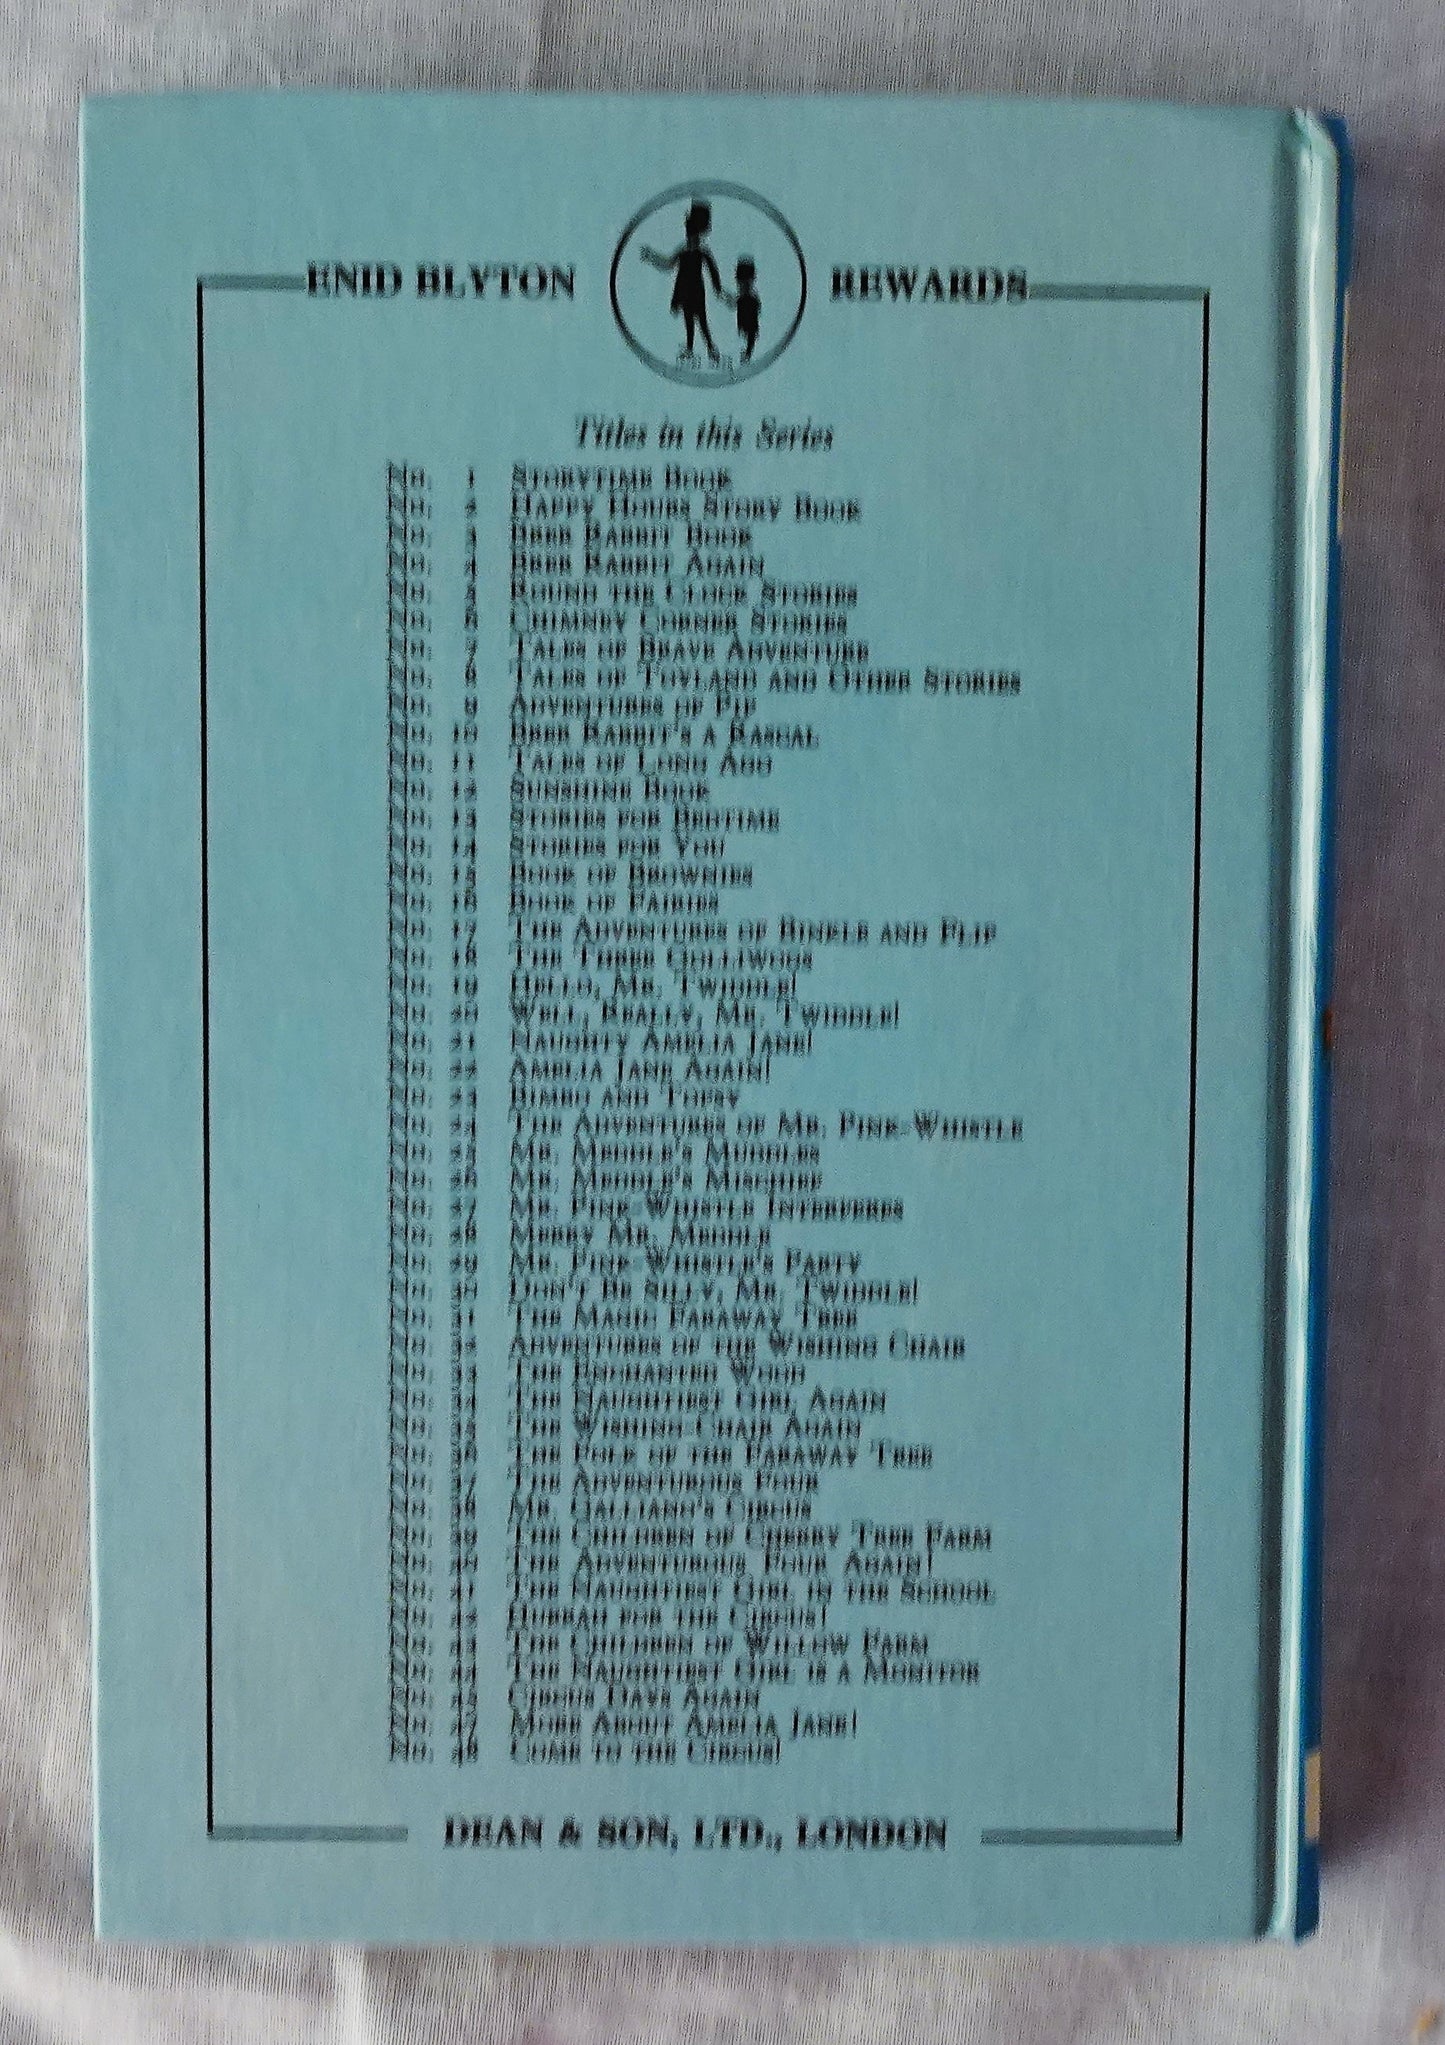 ENID BLYTON REWARDS
Titles in this Series
No. 1 Storytime Book
No. 2 Happy Hours Story Book
No. 3 Brer Rabbit Book
No. 4 Brer Rabbit Again
No. 5 Round the Clock Stories
No. 6 Chimney Corner Stories
No. 7 Tales of Brave Adventure
No. 8 Tales of Toyland and Other Stories
No. 9 Adventures of Pip
No. 10 Brer Rabbit's a Rascal
No. 11 Tales of Long Ago
No. 12 Sunshine Book
No. 13 Stories for Bedtime
No. 14 Stories for You
No. 15 Book of Brownies
No. 16 Book of Fairies
No. 17 The Adventures of Binkle and Flip
No. 18 The Three Golliwogs
No. 19 Hello, Mr. Twiddle!
No. 20 Well, Really, Mr. Twiddle!
No. 21 Naughty Amelia Jane!
No. 22 Amelia Jane Again!
No. 23 Bimbo and Topsy
No. 24 The Adventures of Mr. Pink-Whistle
No. 25 Mr. Meddle's Muddles
No. 26 Mr. Meddle's Mischief
No. 27 Mr. Pink-Whistle Interferes
No. 28 Merry Mr. Meddle
No. 29 Mr. Pink-Whistle's Party
No. 30 Don't Be Silly, Mr. Twiddle!
No. 31 The Magic Faraway Tree
No. 32 Adventures of the Wishing Chair
No. 33 The Enchanted Wood
No. 34 The Naughtiest Girl Again
No. 35 The Wishing-Chair Again
No. 36 The Folk of the Faraway Tree
No. 37 The Adventurous Four
No. 38 Mr. Galliano's Circus
No. 39 The Children of Cherry Tree Farm
No. 40 The Adventurous Four Again!
No. 41 The Naughtiest Girl in the School
No. 42 Hurrah for the Circus!
No. 43 The Children of Willow Farm
No. 44 The Naughtiest Girl is a Monitor
No. 45 Circus Days Again
No. 47 More About Amelia Jane!
No. 48 Come to the Circus!
DEAN & SON, LTD., LONDON